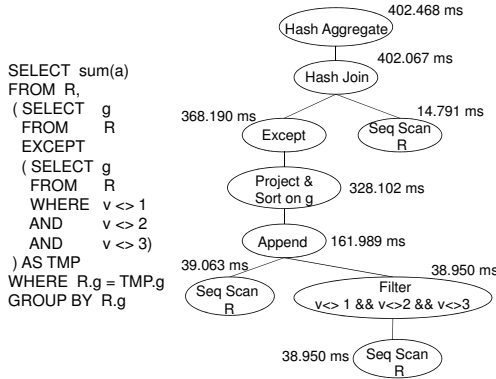 SELECT sum(a)
FROM R,
( SELECT g
FROM R
EXCEPT
( SELECT g
FROM R
WHERE v <> 1
AND v <> 2
AND v <> 3)
) AS TMP
WHERE R.g = TMP.g
GROUP BY R.g
Hash Aggregate
402.468 ms
Hash Join
402.067 ms
368.190 ms
Except
14.791 ms
Seq Scan
R
Project &
Sort on g
328.102 ms
Append
161.989 ms
39.063 ms
Seq Scan
R
38.950 ms
Filter
v<> 1 && v<>2 && v<>3
38.950 ms
Seq Scan
R